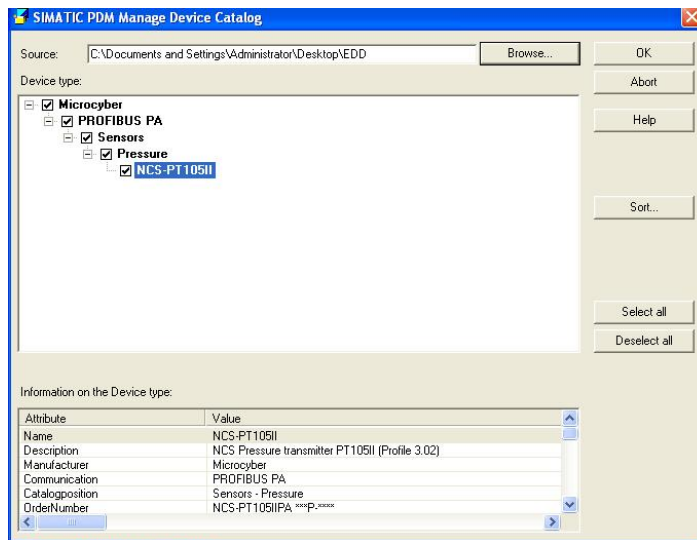 SIMATIC PDM Manage Device Catalog
Source: C:\Documents and Settings\Administrator\Desktop\EDD Browse... OK
Device type: Abort
Microcyber
PROFIBUS PA Help
Sensors
Pressure
NCS-PT105II
Sort...
Select all
Deselect all
Information on the Device type:
Attribute Value
Name NCS-PT105II
Description NCS Pressure transmitter PT105II (Profile 3.02)
Manufacturer Microcyber
Communication PROFIBUS PA
Catalogposition Sensors - Pressure
OrderNumber NCS-PT105IIPA ***P-****